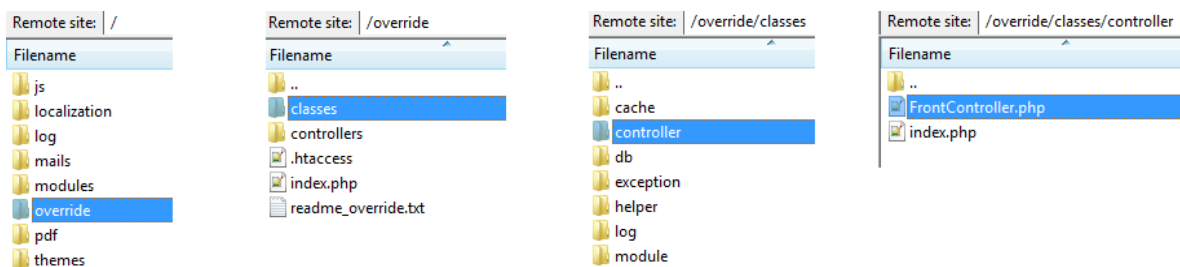 Remote site: /
Filename
js
localization
log
mails
modules
override
pdf
themes
Remote site: /override
Filename
..
classes
controllers
.htaccess
index.php
readme_override.txt
Remote site: /override/classes
Filename
..
cache
controller
db
exception
helper
log
module
Remote site: /override/classes/controller
Filename
..
FrontController.php
index.php